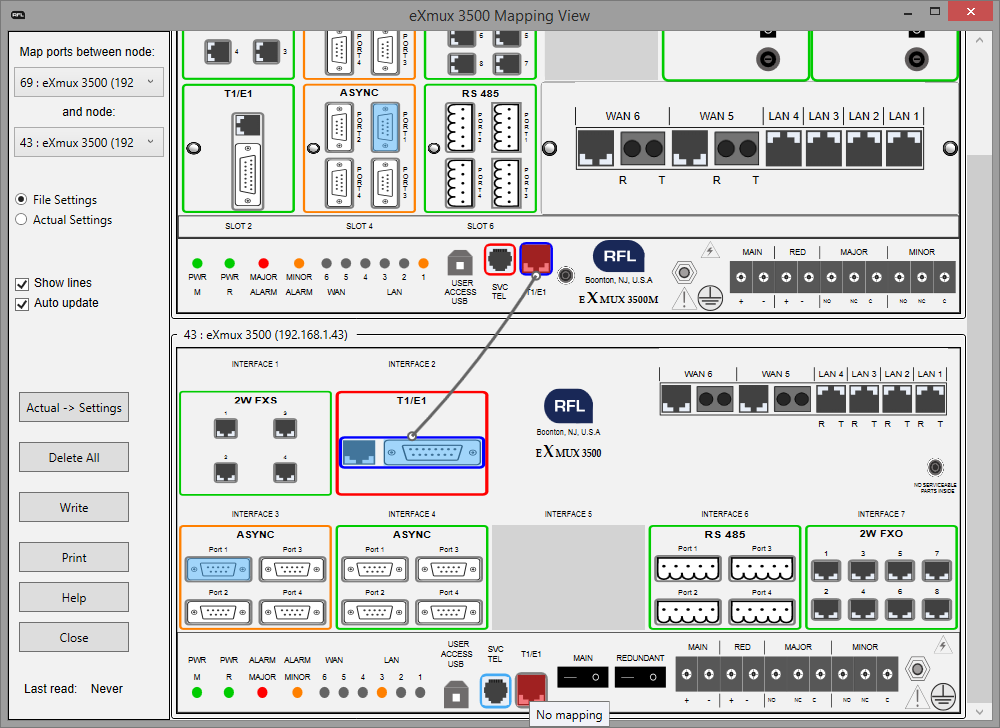 RFL
eXmux 3500 Mapping View
Map ports between node:
69 : eXmux 3500 (192
and node:
43 : eXmux 3500 (192
File Settings
Actual Settings
Show lines
Auto update
Actual -> Settings
Delete All
Write
Print
Help
Close
Last read: Never
4 3
PORT 4 PORT 3
6 5
8 7
T1/E1 ASYNC RS 485
PORT 2 PORT 1 PORT 2 PORT 1
PORT 4 PORT 3 PORT 4 PORT 3
WAN 6 WAN 5 LAN 4 LAN 3 LAN 2 LAN 1
R T R T
SLOT 2 SLOT 4 SLOT 6
PWR PWR MAJOR MINOR 6 5 4 3 2 1
M R ALARM ALARM WAN LAN
USER
ACCESS
USB
SVC
TEL
T1/E1
RFL
Boonton, NJ, U.S.A
eXmux 3500M
MAIN RED MAJOR MINOR
+ - + - NO NC C NO NC C
43 : eXmux 3500 (192.168.1.43)
INTERFACE 1 INTERFACE 2
2W FXS T1/E1
1 3
2 4
RFL
Boonton, NJ, U.S.A
eXmux 3500
WAN 6 WAN 5 LAN 4 LAN 3 LAN 2 LAN 1
R T R T R T R T
NO SERVICEABLE
PARTS INSIDE
INTERFACE 3 INTERFACE 4 INTERFACE 5 INTERFACE 6 INTERFACE 7
ASYNC ASYNC RS 485 2W FXO
Port 1 Port 3 Port 1 Port 3 Port 1 Port 3 1 3 5 7
Port 2 Port 4 Port 2 Port 4 Port 2 Port 4 2 4 6 8
PWR PWR ALARM ALARM WAN LAN
M R MAJOR MINOR 6 5 4 3 2 1
USER
ACCESS
USB
SVC
TEL
T1/E1
MAIN REDUNDANT
MAIN RED MAJOR MINOR
+ - + - NO NC C NO NC C
No mapping